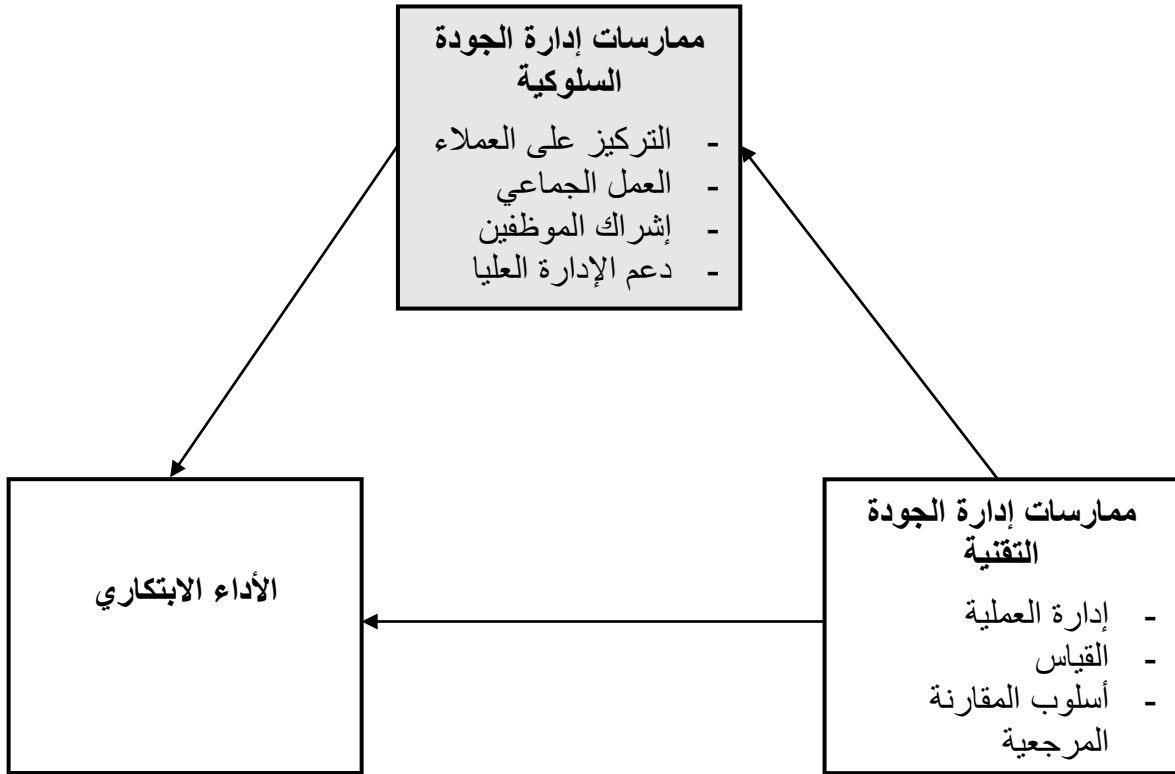 ممارسات إدارة الجودة
السلوكية
- التركيز على العملاء
- العمل الجماعي
- إشراك الموظفين
- دعم الإدارة العليا
ممارسات إدارة الجودة
التقنية
- إدارة العملية
- القياس
- أسلوب المقارنة
المرجعية
الأداء الابتكاري